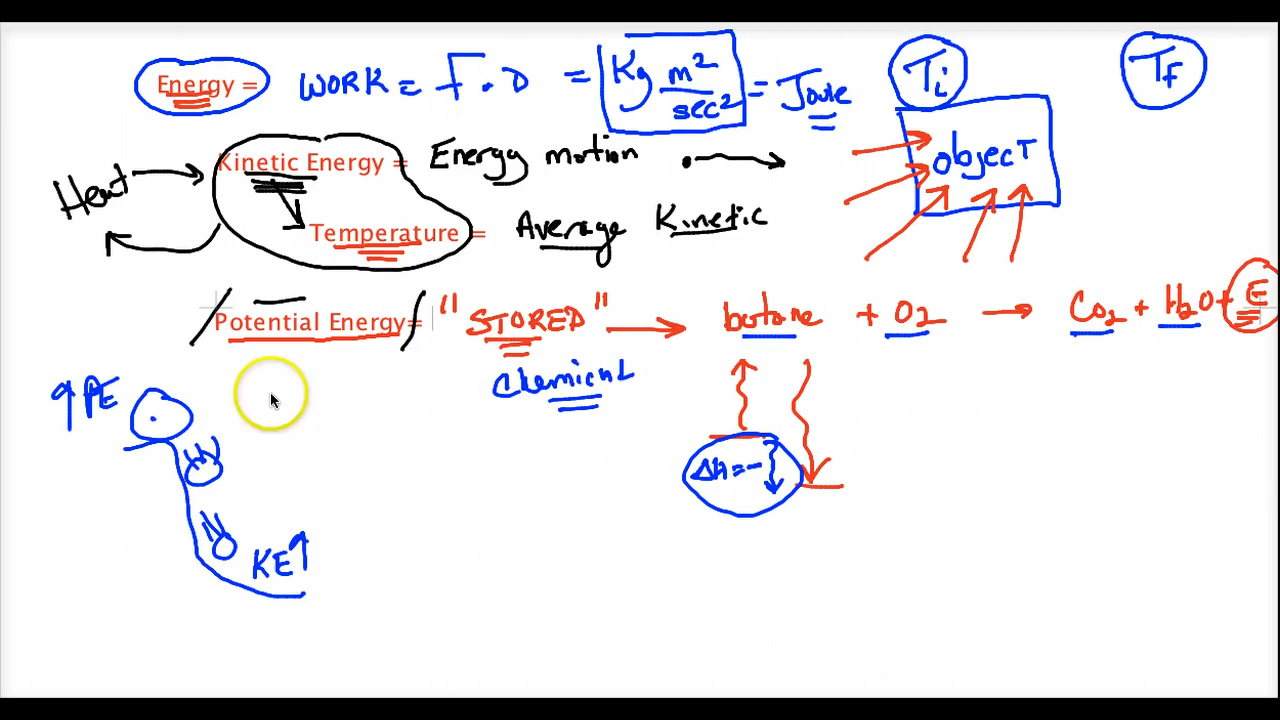 Energy = WORK = F . D = Kg m²/sec² = Joule Ti Tf
Kinetic Energy = Energy motion object
Heat
Temperature = Average Kinetic
Potential Energy= "STORED" butane + O2 → CO2 + H2O + E
Chemical
↑PE
Δh = -
KE↑